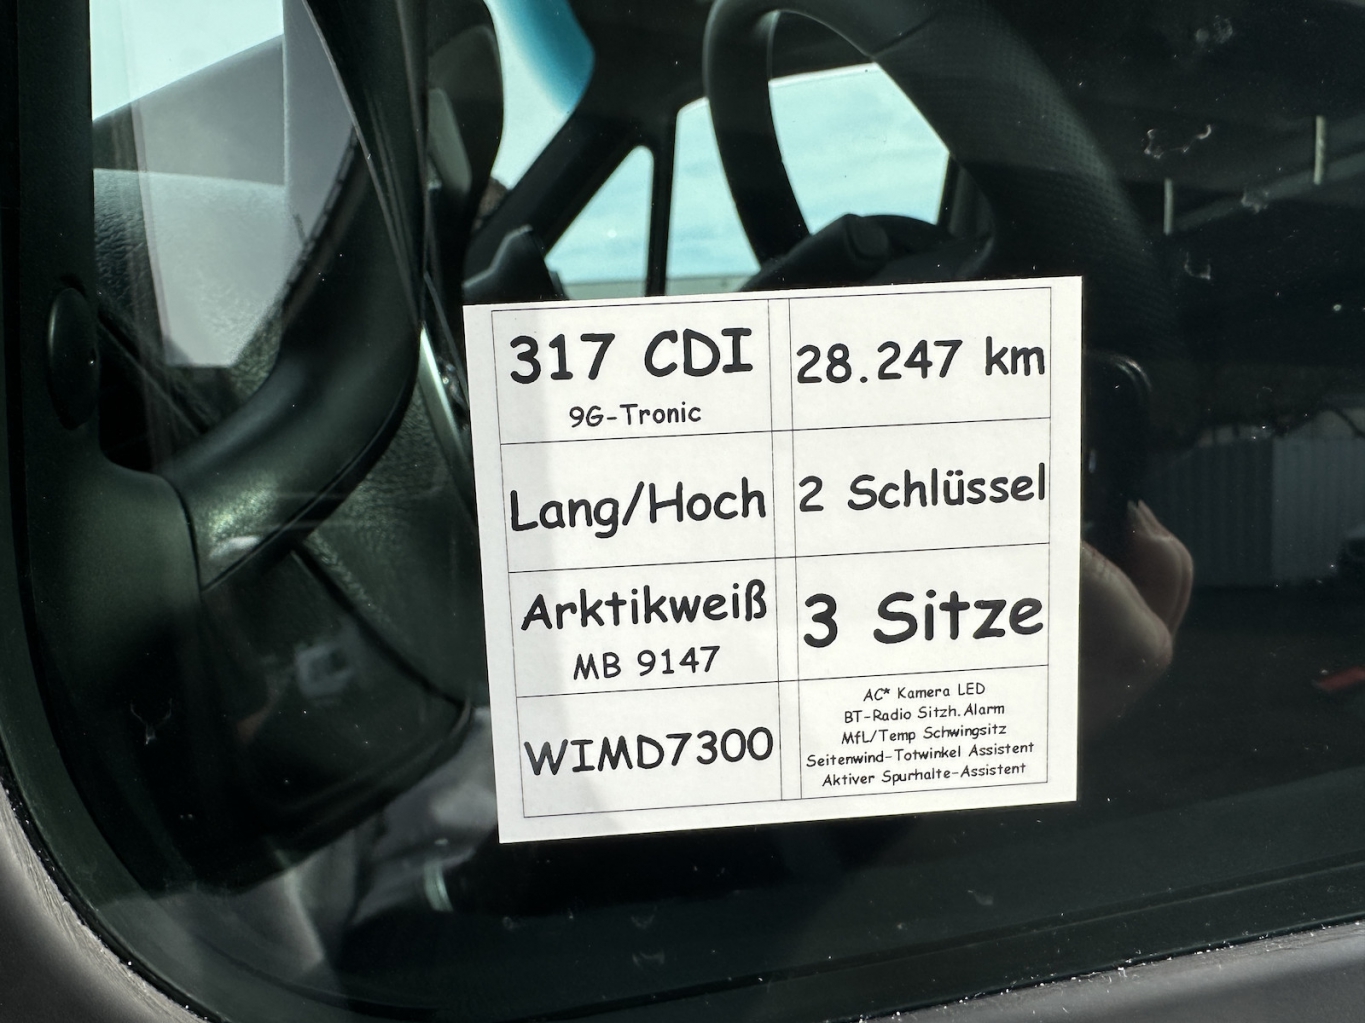 317 CDI
9G-Tronic
28.247 km
Lang/Hoch
2 Schlüssel
Arktikweiß
MB 9147
3 Sitze
WIMD7300
AC* Kamera LED
BT-Radio Sitzh. Alarm
MfL/Temp Schwingsitz
Seitenwind-Totwinkel Assistent
Aktiver Spurhalte-Assistent